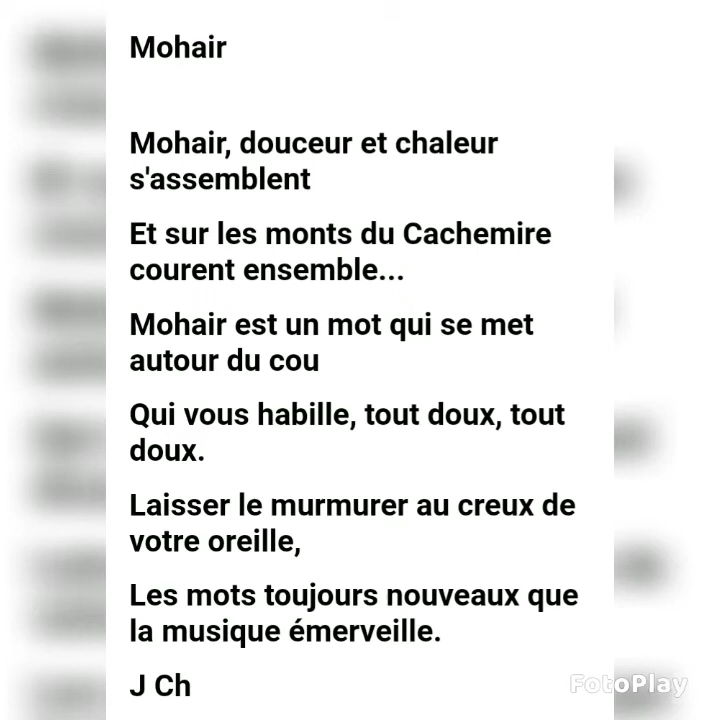 Mohair
Mohair, douceur et chaleur
s'assemblent
Et sur les monts du Cachemire
courent ensemble...
Mohair est un mot qui se met
autour du cou
Qui vous habille, tout doux, tout
doux.
Laisser le murmurer au creux de
votre oreille,
Les mots toujours nouveaux que
la musique émerveille.
J Ch
FotoPlay